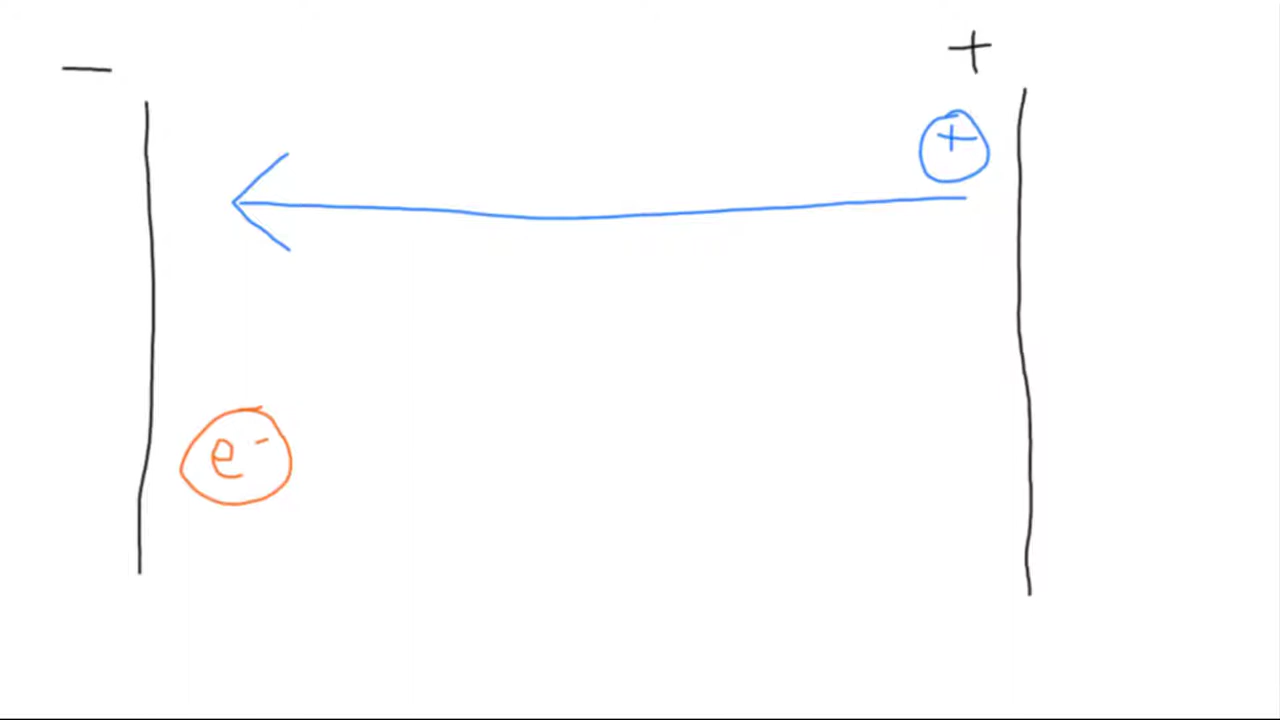 − +
+
e⁻